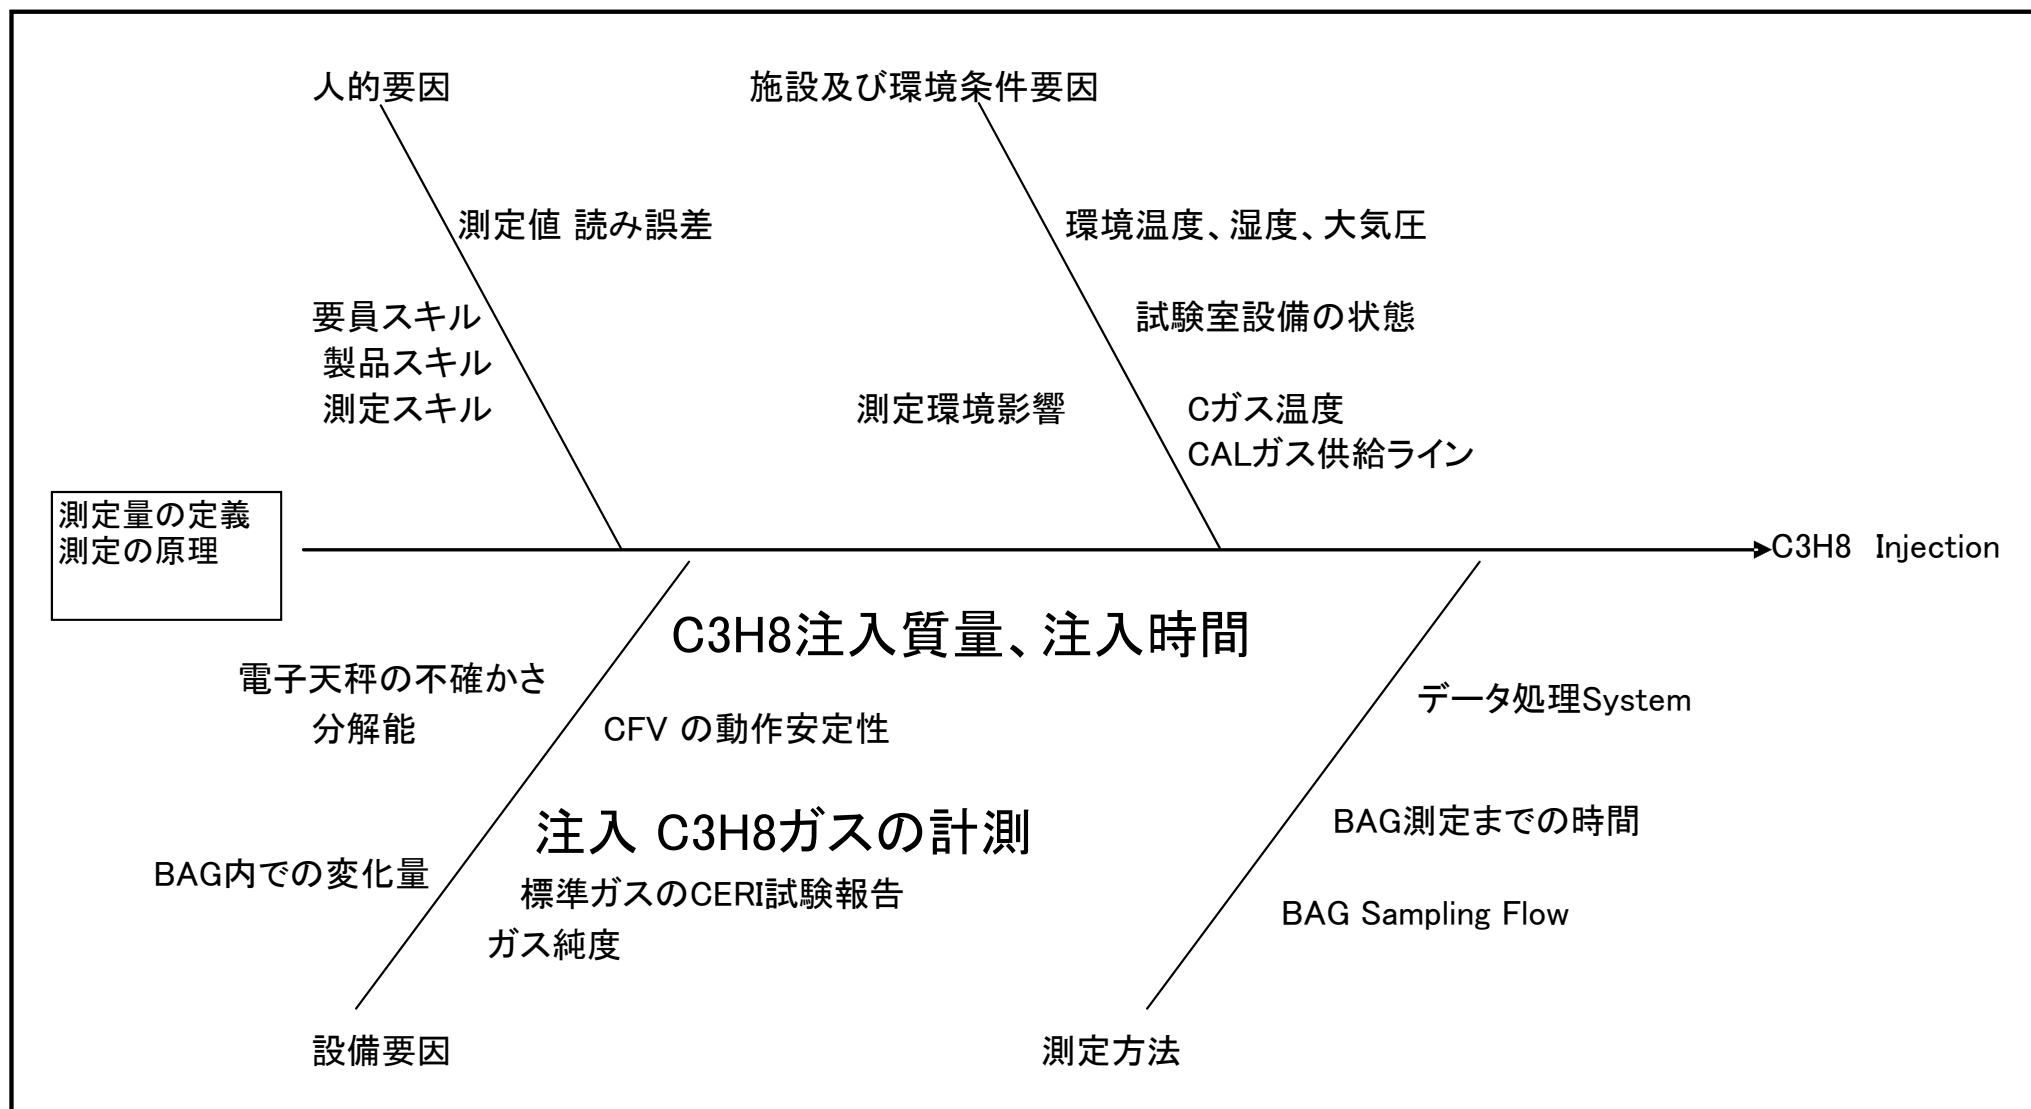 人的要因
施設及び環境条件要因
測定値 読み誤差
環境温度、湿度、大気圧
要員スキル
製品スキル
測定スキル
試験室設備の状態
測定環境影響
Cガス温度
CALガス供給ライン
測定量の定義
測定の原理
C3H8 Injection
C3H8注入質量、注入時間
電子天秤の不確かさ
分解能
CFV の動作安定性
データ処理System
注入 C3H8ガスの計測
BAG測定までの時間
BAG内での変化量
標準ガスのCERI試験報告
ガス純度
BAG Sampling Flow
設備要因
測定方法